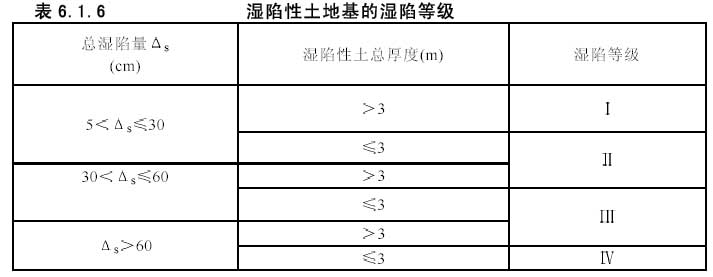 表 6.1.6 湿陷性土地基的湿陷等级
总湿陷量 Δs (cm) 湿陷性土总厚度(m) 湿陷等级
5＜Δs≤30 ＞3 Ⅰ
≤3 Ⅱ
30＜Δs≤60 ＞3
≤3 Ⅲ
Δs＞60 ＞3
≤3 Ⅳ